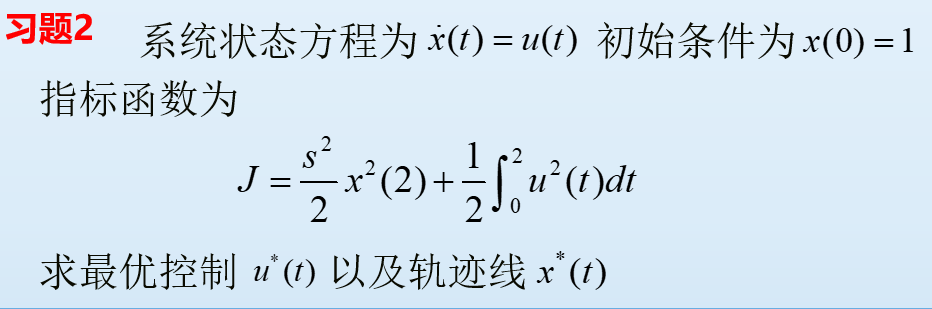 习题2 系统状态方程为 ẋ(t) = u(t) 初始条件为 x(0) = 1
指标函数为
J = \frac{s^2}{2} x^2(2) + \frac{1}{2} \int_0^2 u^2(t)dt
求最优控制 u^*(t) 以及轨迹线 x^*(t)